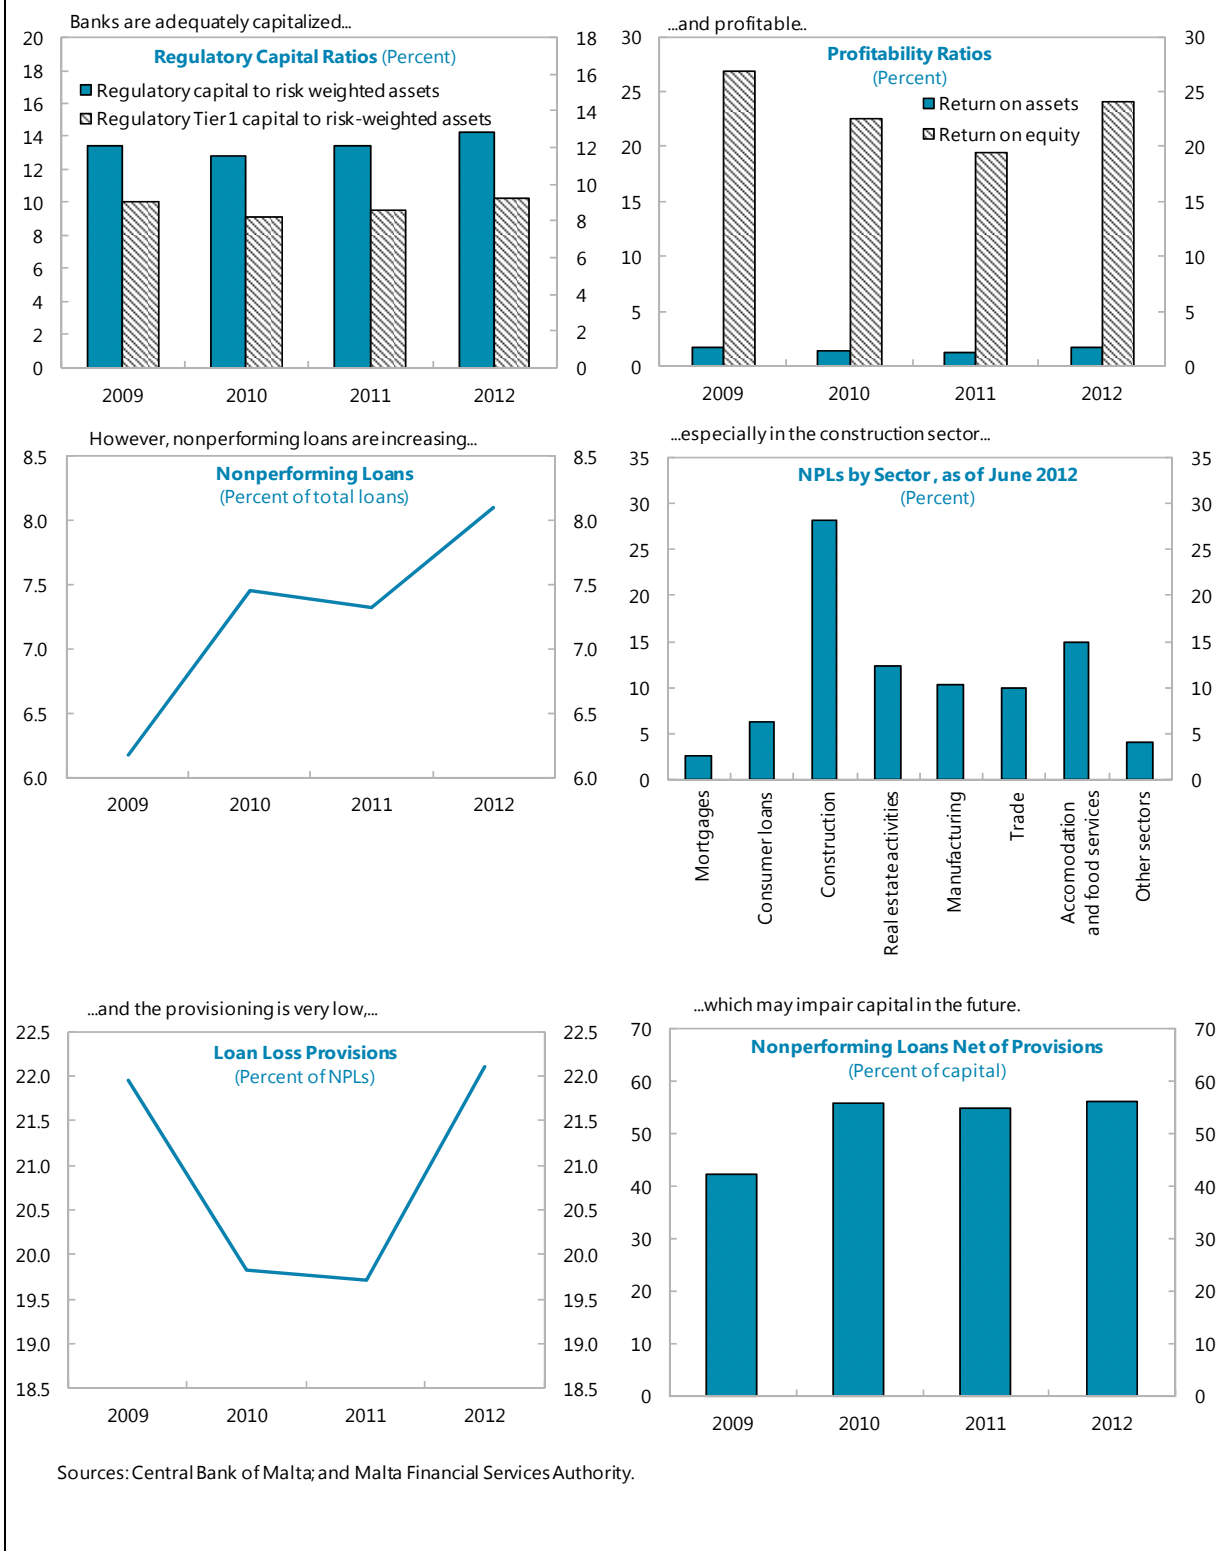 Banks are adequately capitalized...
Regulatory Capital Ratios (Percent)
Regulatory capital to risk weighted assets
Regulatory Tier 1 capital to risk-weighted assets
20
18
16
14
12
10
8
6
4
2
0
18
16
14
12
10
8
6
4
2
0
2009 2010 2011 2012
...and profitable..
Profitability Ratios
(Percent)
Return on assets
Return on equity
30
25
20
15
10
5
0
30
25
20
15
10
5
0
2009 2010 2011 2012
However, nonperforming loans are increasing...
Nonperforming Loans
(Percent of total loans)
8.5
8.0
7.5
7.0
6.5
6.0
8.5
8.0
7.5
7.0
6.5
6.0
2009 2010 2011 2012
...especially in the construction sector...
NPLs by Sector , as of June 2012
(Percent)
35
30
25
20
15
10
5
0
35
30
25
20
15
10
5
0
Mortgages
Consumer loans
Construction
Real estate activities
Manufacturing
Trade
Accomodation
and food services
Other sectors
...and the provisioning is very low,...
Loan Loss Provisions
(Percent of NPLs)
22.5
22.0
21.5
21.0
20.5
20.0
19.5
19.0
18.5
22.5
22.0
21.5
21.0
20.5
20.0
19.5
19.0
18.5
2009 2010 2011 2012
...which may impair capital in the future.
Nonperforming Loans Net of Provisions
(Percent of capital)
70
60
50
40
30
20
10
0
70
60
50
40
30
20
10
0
2009 2010 2011 2012
Sources: Central Bank of Malta; and Malta Financial Services Authority.